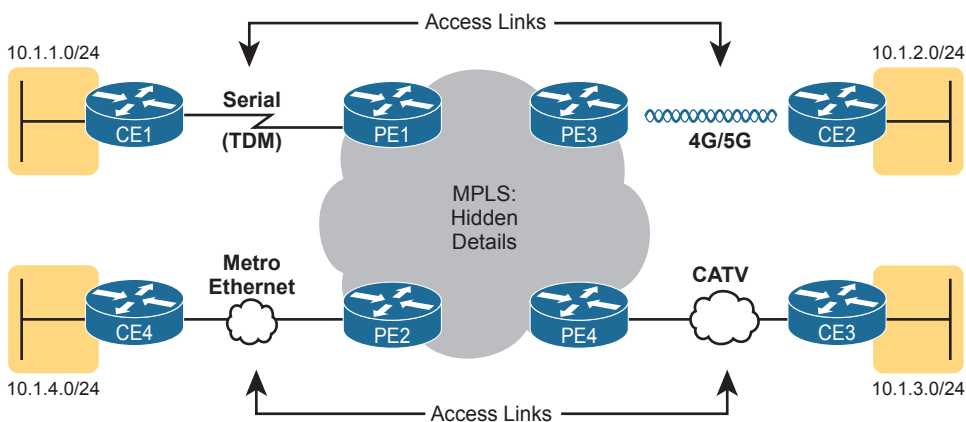 Access Links
10.1.1.0/24
10.1.2.0/24
Serial
(TDM)
CE1
PE1
PE3
4G/5G
CE2
MPLS:
Hidden
Details
Metro
Ethernet
CATV
CE4
PE2
PE4
CE3
10.1.4.0/24
10.1.3.0/24
Access Links